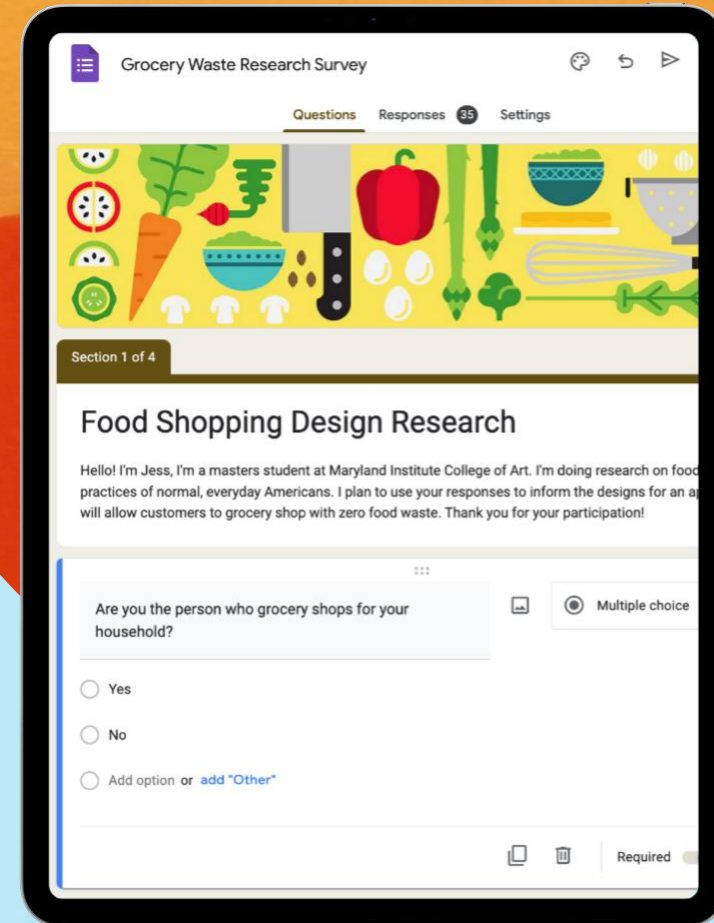 Grocery Waste Research Survey
Questions Responses 35 Settings
Section 1 of 4
Food Shopping Design Research
Hello! I'm Jess, I'm a masters student at Maryland Institute College of Art. I'm doing research on food
practices of normal, everyday Americans. I plan to use your responses to inform the designs for an
will allow customers to grocery shop with zero food waste. Thank you for your participation!
Are you the person who grocery shops for your
household?
Multiple choice
Yes
No
Add option or add "Other"
Required